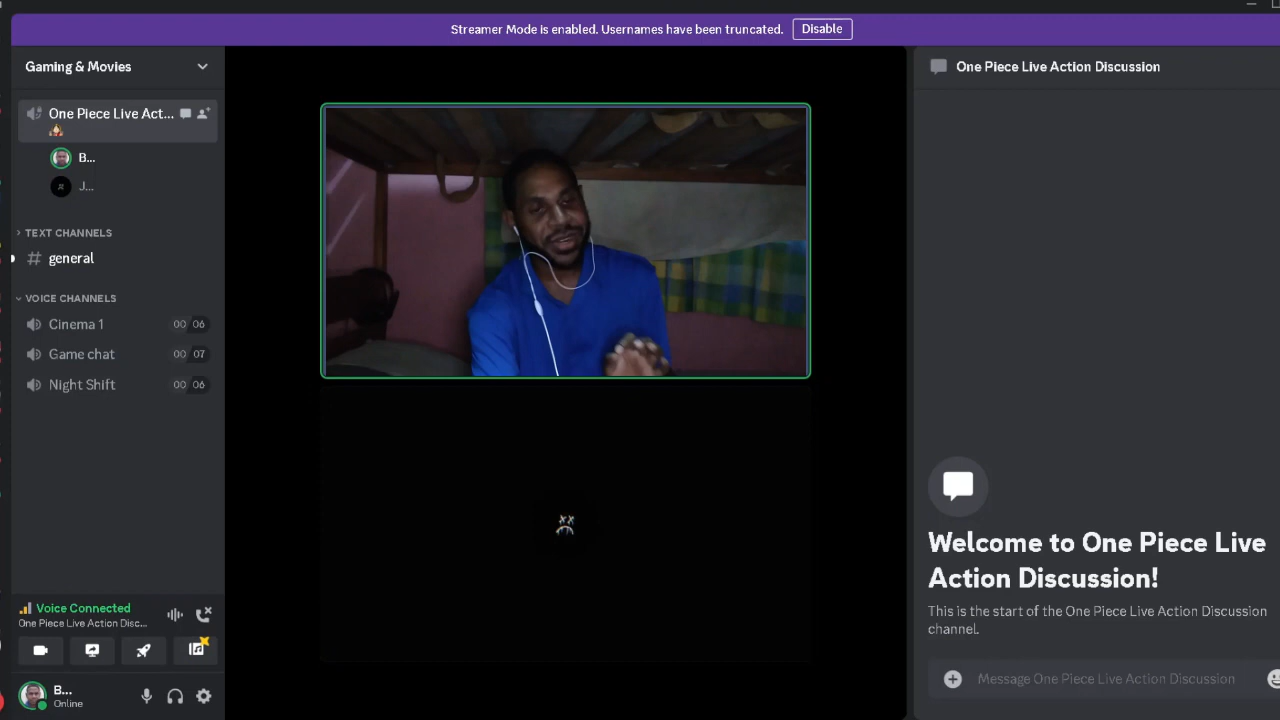 Streamer Mode is enabled. Usernames have been truncated. Disable
Gaming & Movies
One Piece Live Act...
B...
J...
TEXT CHANNELS
# general
VOICE CHANNELS
Cinema 1 00 06
Game chat 00 07
Night Shift 00 06
Voice Connected
One Piece Live Action Disc...
B...
Online
One Piece Live Action Discussion
Welcome to One Piece Live
Action Discussion!
This is the start of the One Piece Live Action Discussion
channel.
Message One Piece Live Action Discussion